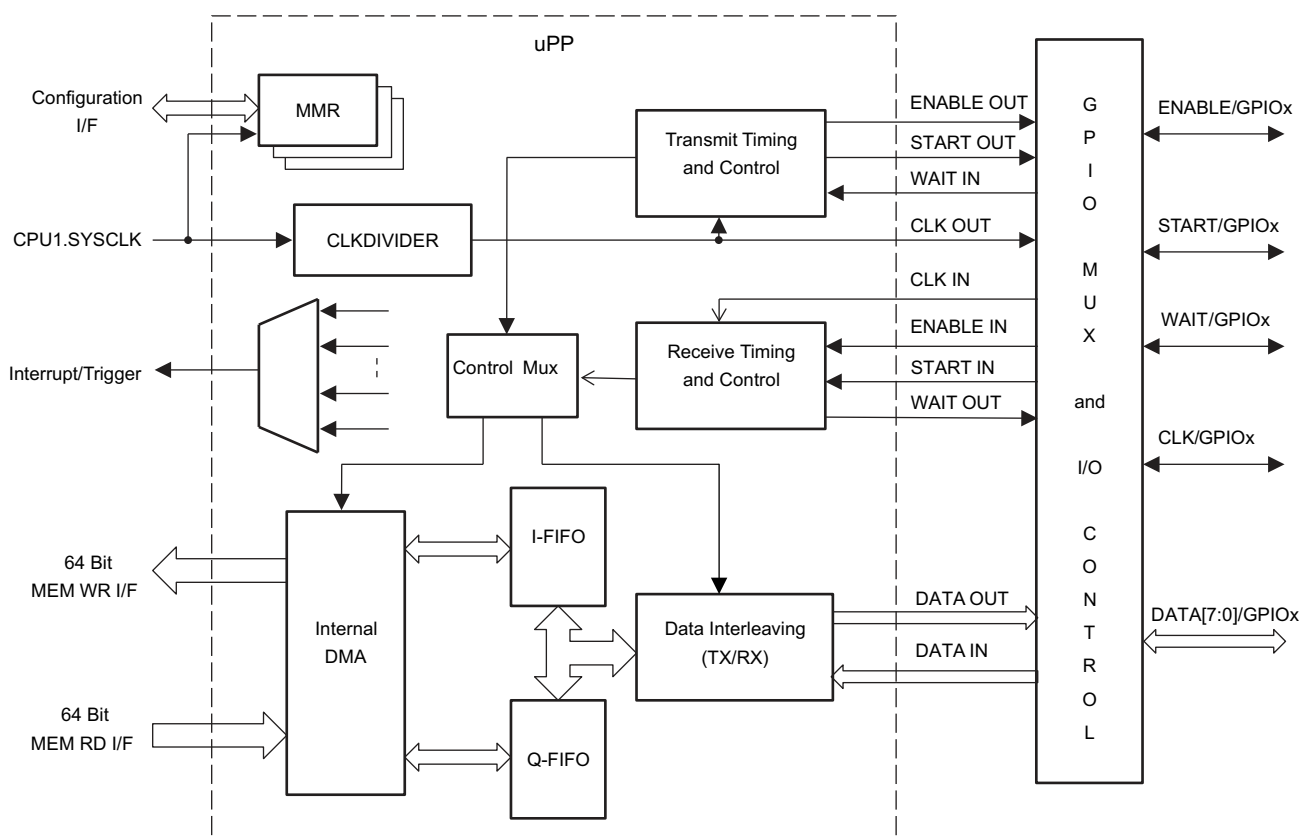 uPP
Configuration
I/F
MMR
CPU1.SYSCLK
CLKDIVIDER
Interrupt/Trigger
Transmit Timing
and Control
Control Mux
Receive Timing
and Control
64 Bit
MEM WR I/F
64 Bit
MEM RD I/F
Internal
DMA
I-FIFO
Q-FIFO
Data Interleaving
(TX/RX)
ENABLE OUT
START OUT
WAIT IN
CLK OUT
CLK IN
ENABLE IN
START IN
WAIT OUT
DATA OUT
DATA IN
G
P
I
O
M
U
X
and
I/O
C
O
N
T
R
O
L
ENABLE/GPIOx
START/GPIOx
WAIT/GPIOx
CLK/GPIOx
DATA[7:0]/GPIOx